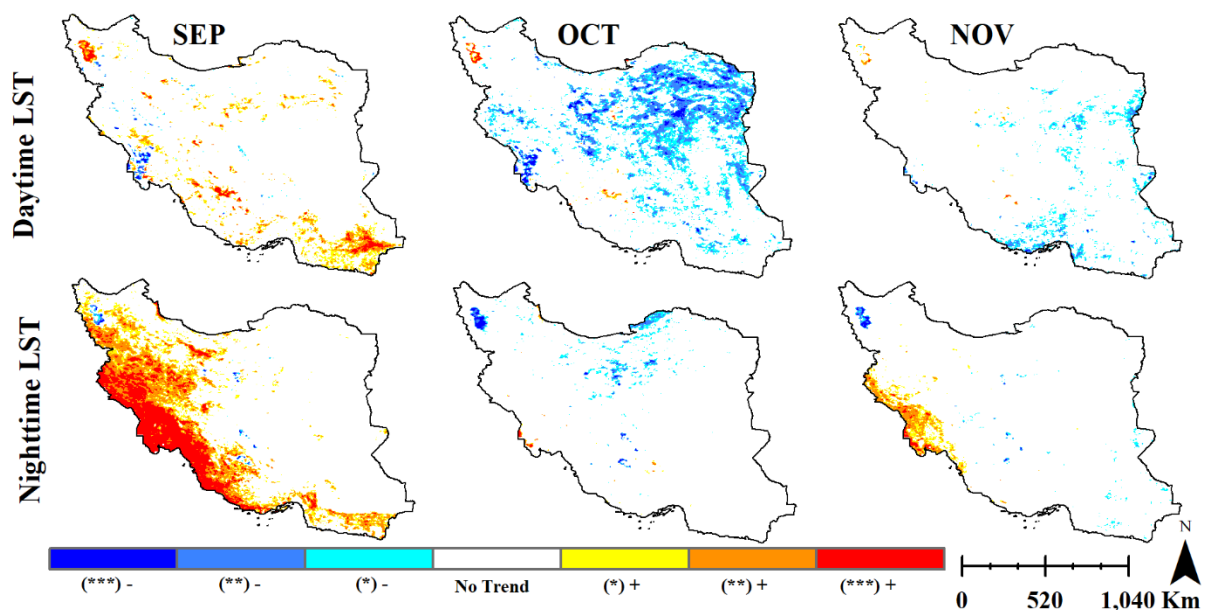 SEP
OCT
NOV
Daytime LST
Nighttime LST
N
(***) -
(**) -
(*) -
No Trend
(*) +
(**) +
(***) +
0
520
1,040 Km